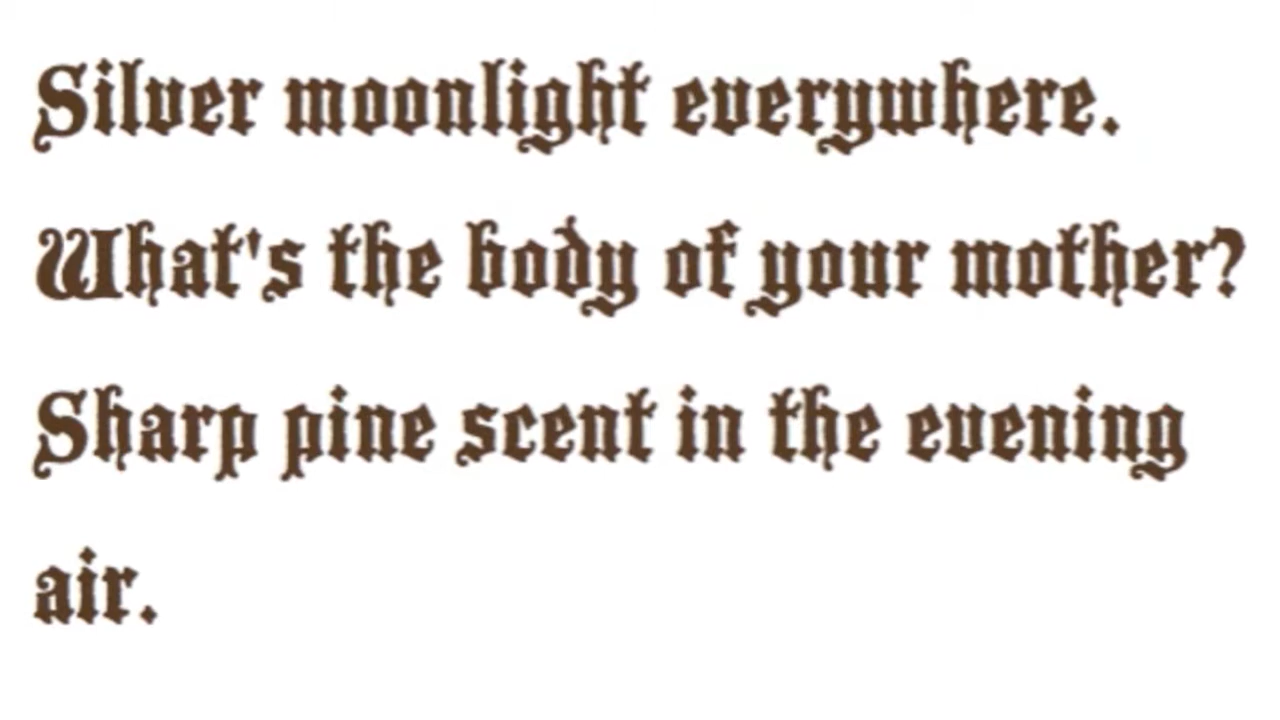 Silver moonlight everywhere.
What's the body of your mother?
Sharp pine scent in the evening
air.